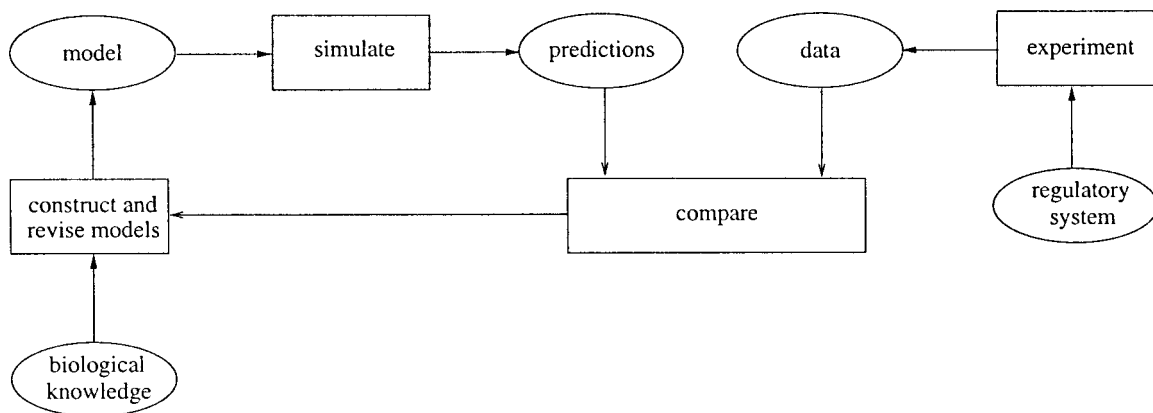 model
simulate
predictions
data
experiment
construct and
revise models
compare
regulatory
system
biological
knowledge